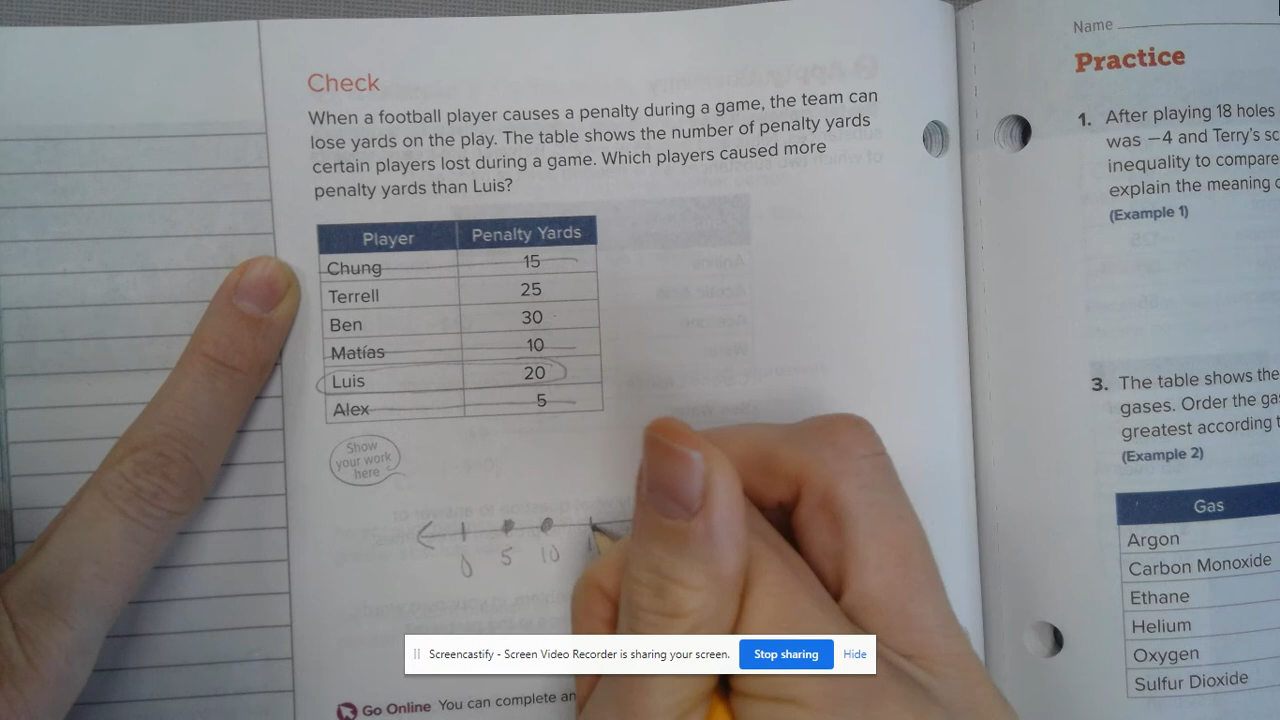 Check
When a football player causes a penalty during a game, the team can
lose yards on the play. The table shows the number of penalty yards
certain players lost during a game. Which players caused more
penalty yards than Luis?
Player Penalty Yards
Chung 15
Terrell 25
Ben 30
Matías 10
Luis 20
Alex 5
Show
your work
here
0 5 10
Go Online You can complete an
Screencastify - Screen Video Recorder is sharing your screen. Stop sharing Hide
Name
Practice
1. After playing 18 holes
was −4 and Terry's sc
inequality to compare
explain the meaning
(Example 1)
3. The table shows the
gases. Order the ga
greatest according t
(Example 2)
Gas
Argon
Carbon Monoxide
Ethane
Helium
Oxygen
Sulfur Dioxide